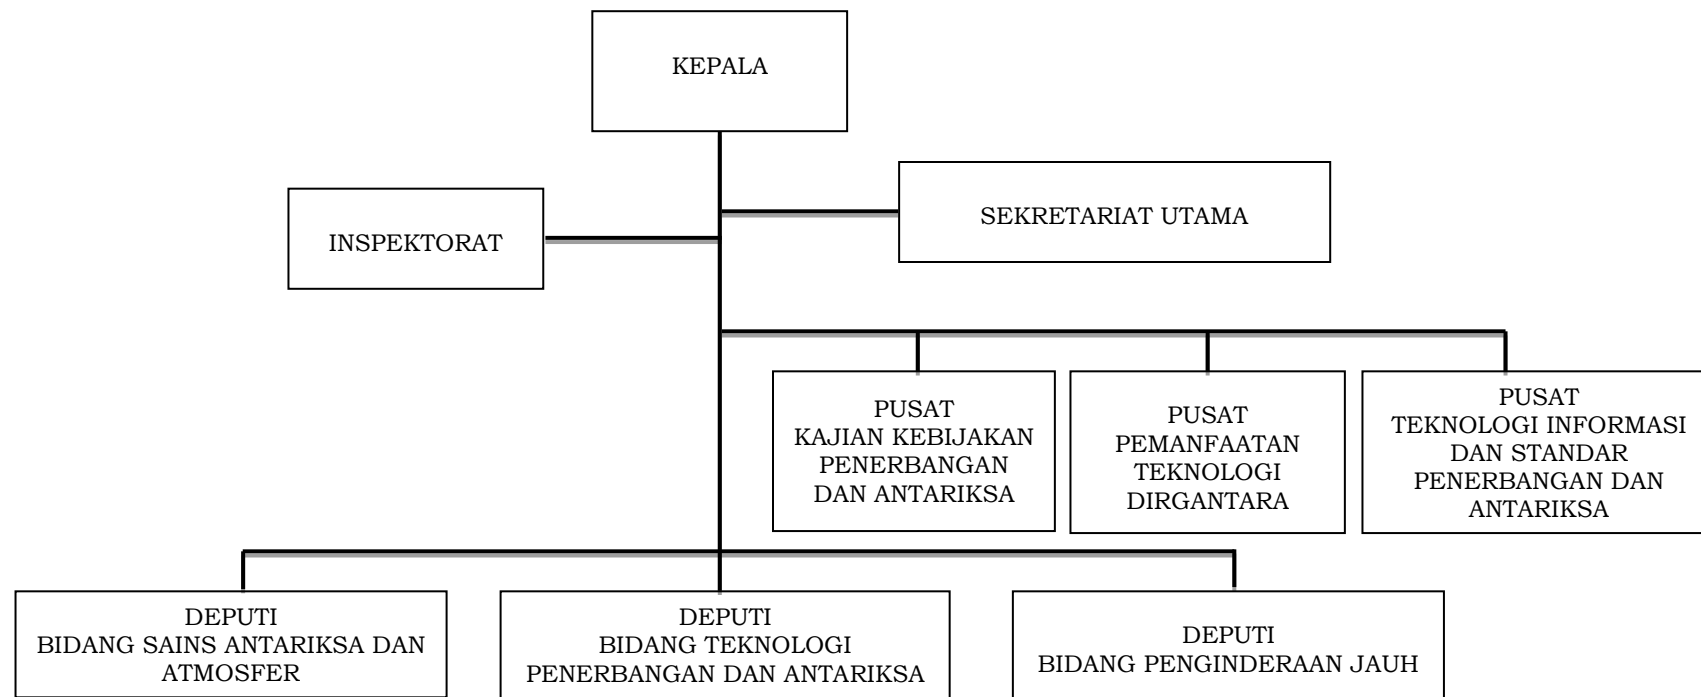 KEPALA
SEKRETARIAT UTAMA
INSPEKTORAT
PUSAT
KAJIAN KEBIJAKAN
PENERBANGAN
DAN ANTARIKSA
PUSAT
PEMANFAATAN
TEKNOLOGI
DIRGANTARA
PUSAT
TEKNOLOGI INFORMASI
DAN STANDAR
PENERBANGAN DAN
ANTARIKSA
DEPUTI
BIDANG SAINS ANTARIKSA DAN
ATMOSFER
DEPUTI
BIDANG TEKNOLOGI
PENERBANGAN DAN ANTARIKSA
DEPUTI
BIDANG PENGINDERAAN JAUH